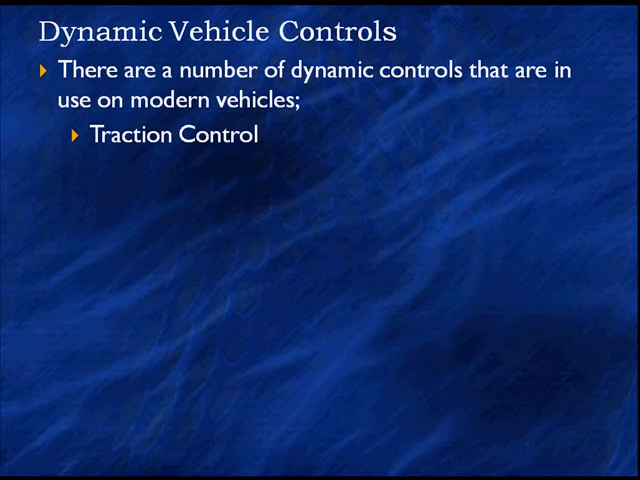 Dynamic Vehicle Controls
There are a number of dynamic controls that are in
use on modern vehicles;
Traction Control